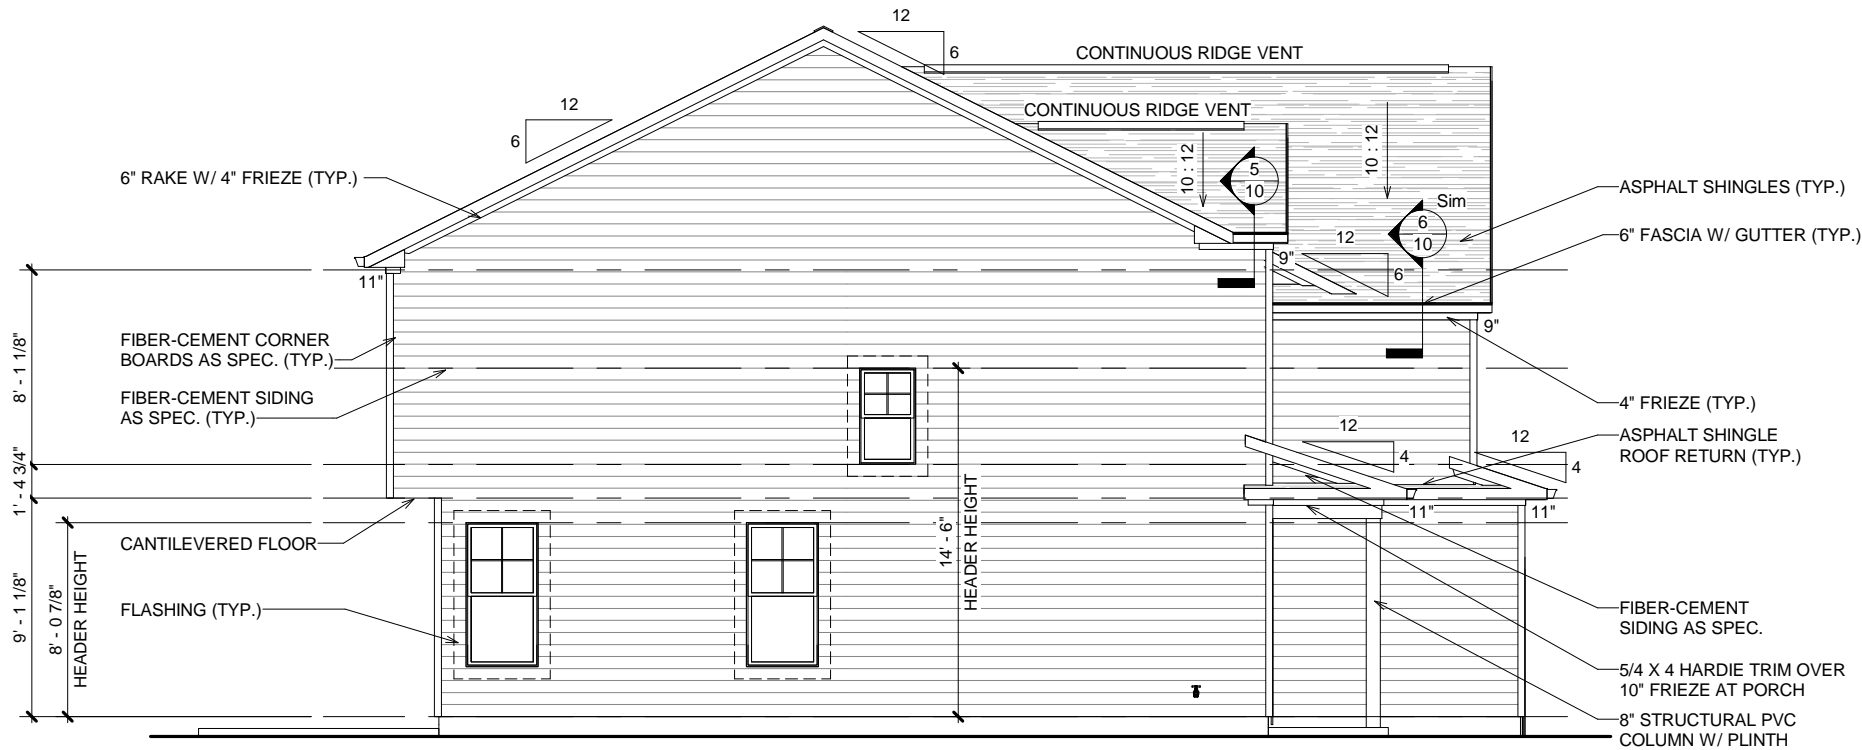 12
6
CONTINUOUS RIDGE VENT
12
6
CONTINUOUS RIDGE VENT
10 : 12
10 : 12
5
10
Sim
6
10
12
6
6" RAKE W/ 4" FRIEZE (TYP.)
ASPHALT SHINGLES (TYP.)
6" FASCIA W/ GUTTER (TYP.)
11"
9"
9"
8' - 1 1/8"
FIBER-CEMENT CORNER
BOARDS AS SPEC. (TYP.)
FIBER-CEMENT SIDING
AS SPEC. (TYP.)
4" FRIEZE (TYP.)
ASPHALT SHINGLE
ROOF RETURN (TYP.)
12
4
12
4
1' - 4 3/4"
11"
11"
14' - 6"
HEADER HEIGHT
CANTILEVERED FLOOR
9' - 1 1/8"
8' - 0 7/8"
HEADER HEIGHT
FLASHING (TYP.)
FIBER-CEMENT
SIDING AS SPEC.
5/4 X 4 HARDIE TRIM OVER
10" FRIEZE AT PORCH
8" STRUCTURAL PVC
COLUMN W/ PLINTH